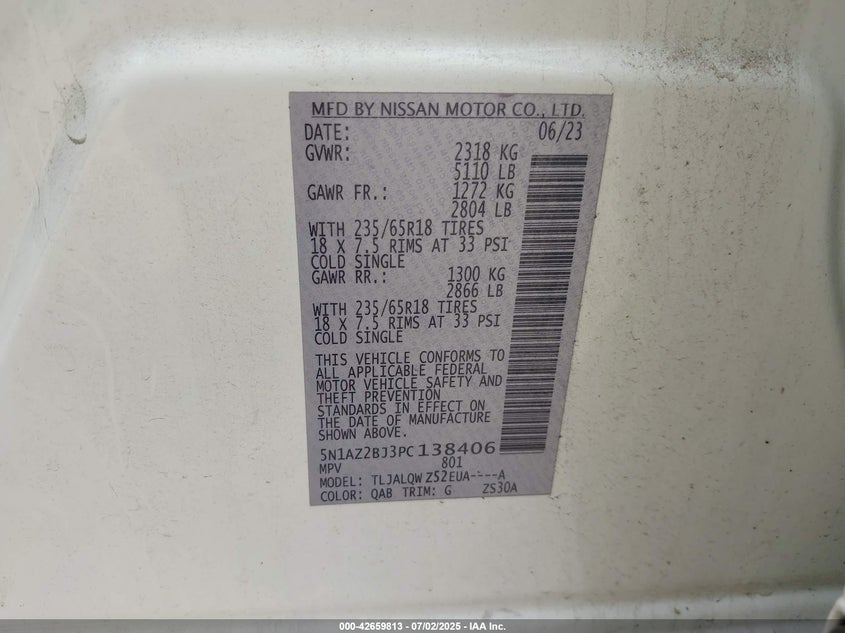 MFD BY NISSAN MOTOR CO., LTD.
DATE: 06/23
GVWR: 2318 KG
5110 LB
GAWR FR.: 1272 KG
2804 LB
WITH 235/65R18 TIRES
18 X 7.5 RIMS AT 33 PSI
COLD SINGLE
GAWR RR.: 1300 KG
2866 LB
WITH 235/65R18 TIRES
18 X 7.5 RIMS AT 33 PSI
COLD SINGLE
THIS VEHICLE CONFORMS TO
ALL APPLICABLE FEDERAL
MOTOR VEHICLE SAFETY AND
THEFT PREVENTION
STANDARDS IN EFFECT ON
THE DATE OF MANUFACTURE
SHOWN ABOVE.
5N1AZ2BJ3PC138406
MPV 801
MODEL: TLJALQW Z52EUA----A
COLOR: QAB TRIM: G ZS30A
000-42659813 - 07/02/2025 - IAA Inc.